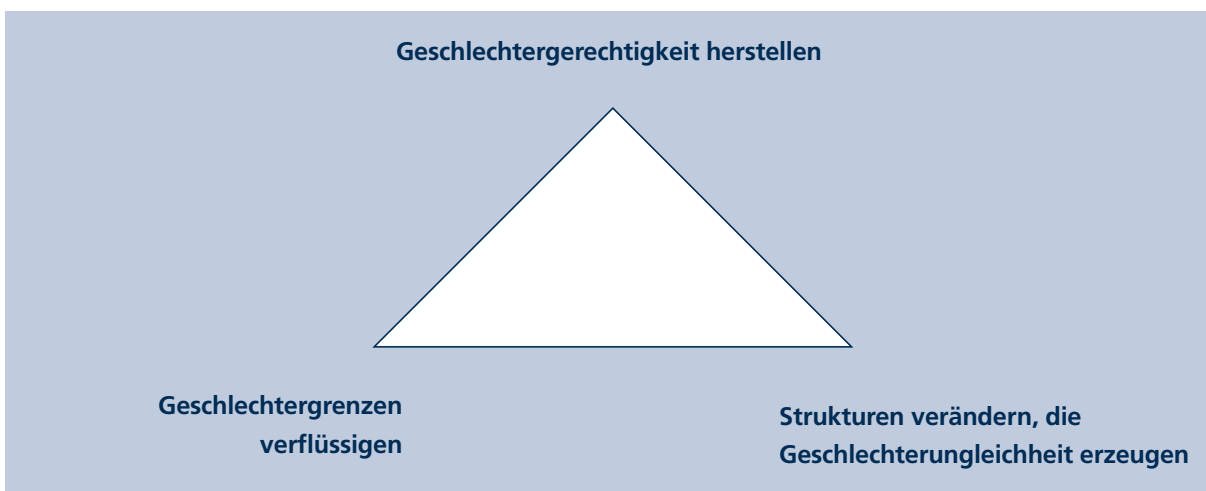 Geschlechtergerechtigkeit herstellen
Geschlechtergrenzen
verflüssigen
Strukturen verändern, die
Geschlechterungleichheit erzeugen